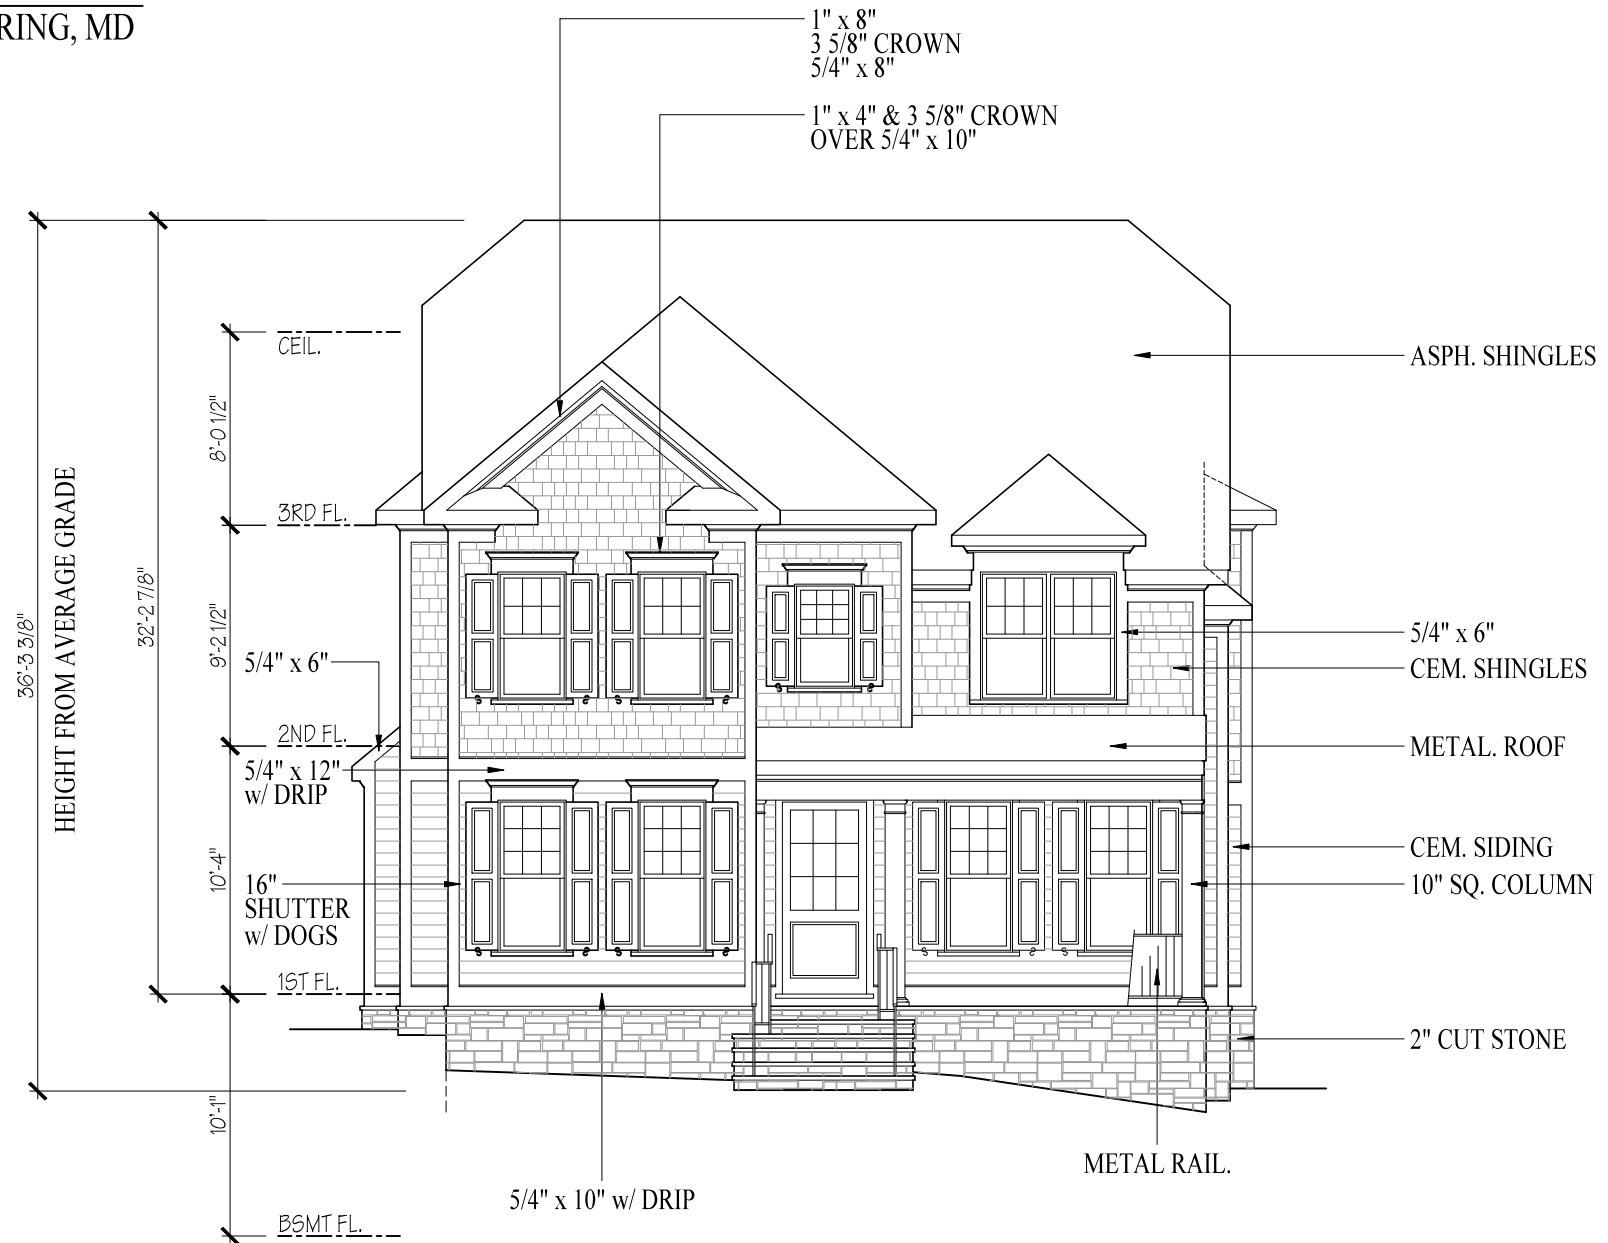 RING, MD
1" x 8"
3 5/8" CROWN
5/4" x 8"
1" x 4" & 3 5/8" CROWN
OVER 5/4" x 10"
CEIL.
ASPH. SHINGLES
8'-0 1/2"
HEIGHT FROM AVERAGE GRADE
3RD FL.
36'-3 3/8"
32'-2 7/8"
9'-2 1/2"
5/4" x 6"
5/4" x 6"
CEM. SHINGLES
2ND FL.
METAL. ROOF
5/4" x 12"
w/ DRIP
CEM. SIDING
10'-4"
16"
SHUTTER
w/ DOGS
10" SQ. COLUMN
1ST FL.
2" CUT STONE
10'-1"
METAL RAIL.
5/4" x 10" w/ DRIP
BSMT FL.